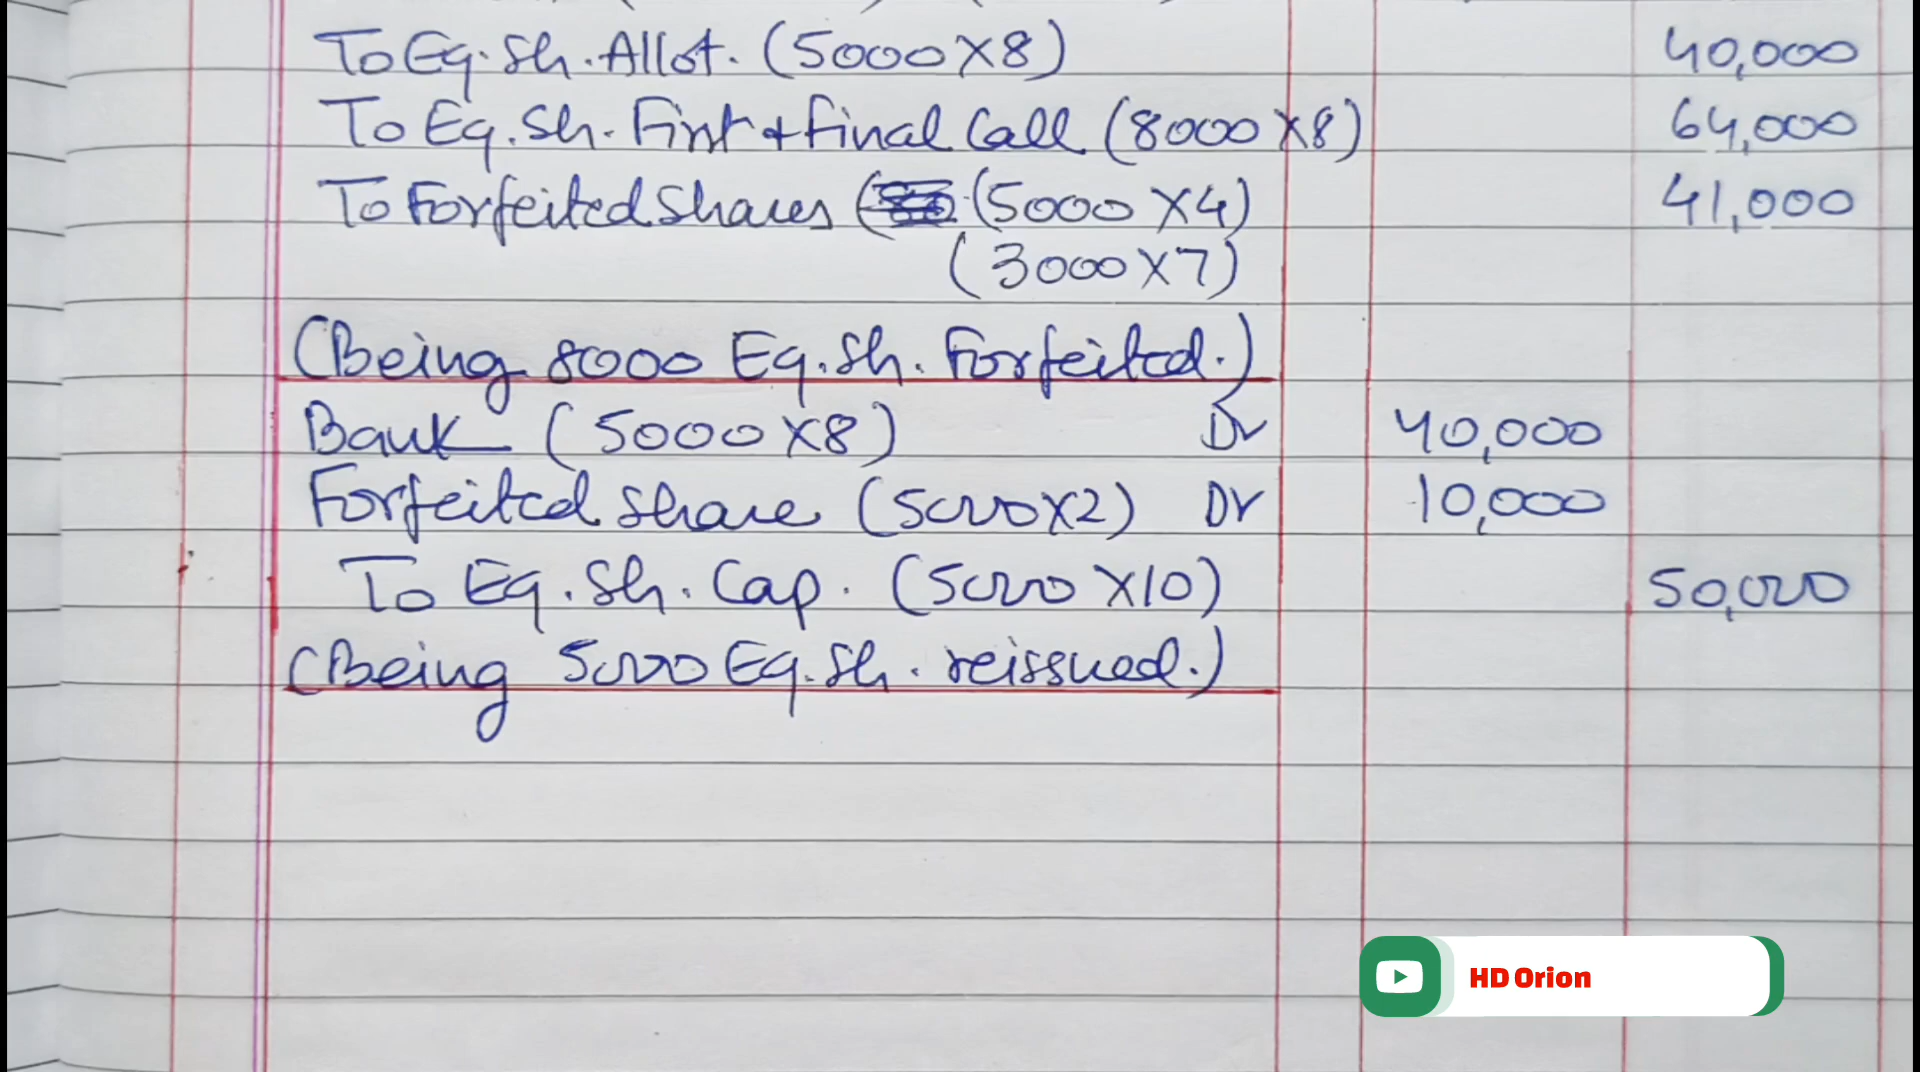 To Eq. Sh. Allot. (5000 X 8) 40,000
To Eq. Sh. First & Final Call (8000 X 8) 64,000
To Forfeited Shares (5000 X 4) 41,000
(3000 X 7)
(Being 8000 Eq. Sh. Forfeited.)
Bank (5000 X 8) Dr 40,000
Forfeited Share (5000 X 2) Dr 10,000
To Eq. Sh. Cap. (5000 X 10) 50,000
(Being 5000 Eq. Sh. reissued.)
HD Orion